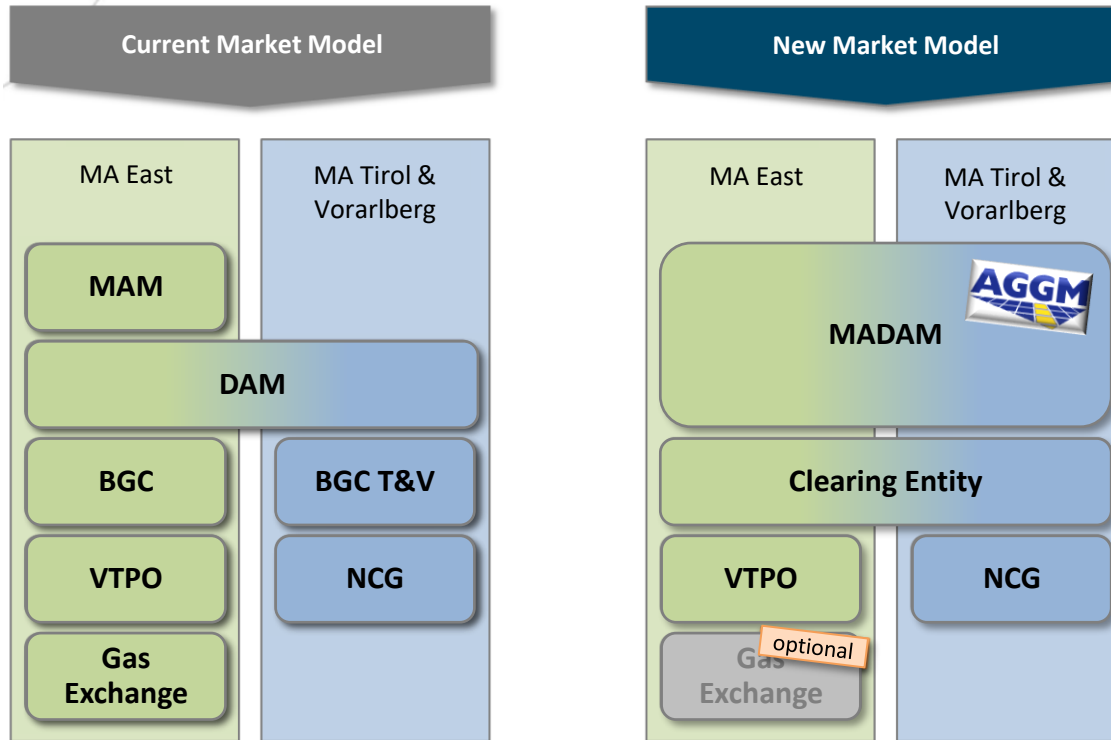 Current Market Model
MA East
MA Tirol &
Vorarlberg
MAM
DAM
BGC
BGC T&V
VTPO
NCG
Gas
Exchange
New Market Model
MA East
MA Tirol &
Vorarlberg
AGGM
MADAM
Clearing Entity
VTPO
NCG
optional
Gas
Exchange